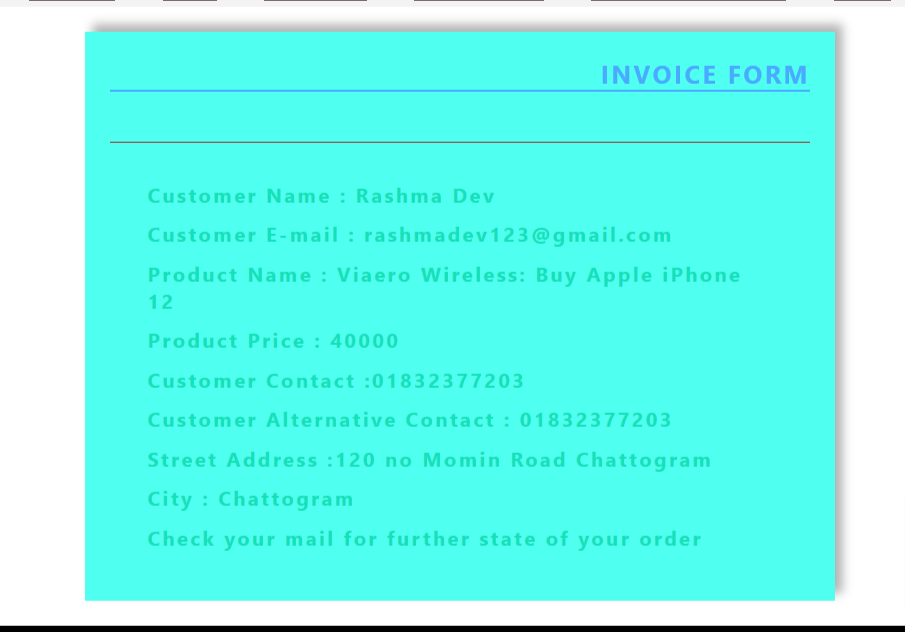 INVOICE FORM
Customer Name : Rashma Dev
Customer E-mail : rashmadev123@gmail.com
Product Name : Viaero Wireless: Buy Apple iPhone
12
Product Price : 40000
Customer Contact :01832377203
Customer Alternative Contact : 01832377203
Street Address :120 no Momin Road Chattogram
City : Chattogram
Check your mail for further state of your order